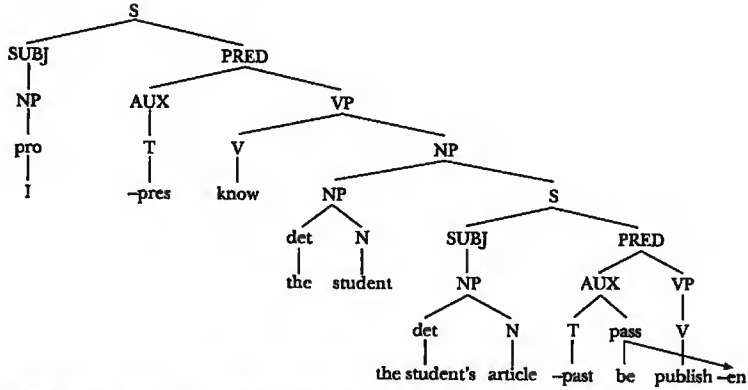 S
SUBJ PRED
NP AUX VP
pro T V NP
I –pres know NP S
det N SUBJ PRED
the student NP AUX VP
det N T pass V
the student's article –past be publish –en